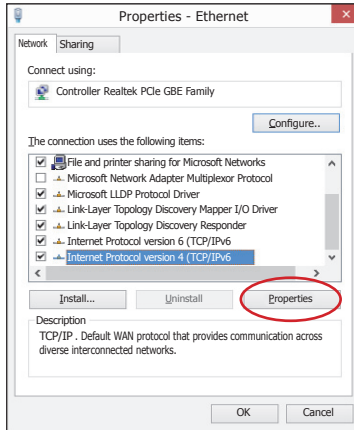 Properties - Ethernet
Network Sharing
Connect using:
Controller Realtek PCIe GBE Family
Configure..
The connection uses the following items:
File and printer sharing for Microsoft Networks
Microsoft Network Adapter Multiplexor Protocol
Microsoft LLDP Protocol Driver
Link-Layer Topology Discovery Mapper I/O Driver
Link-Layer Topology Discovery Responder
Internet Protocol version 6 (TCP/IPv6
Internet Protocol version 4 (TCP/IPv6
Install... Uninstall Properties
Description
TCP/IP . Default WAN protocol that provides communication across
diverse interconnected networks.
OK Cancel